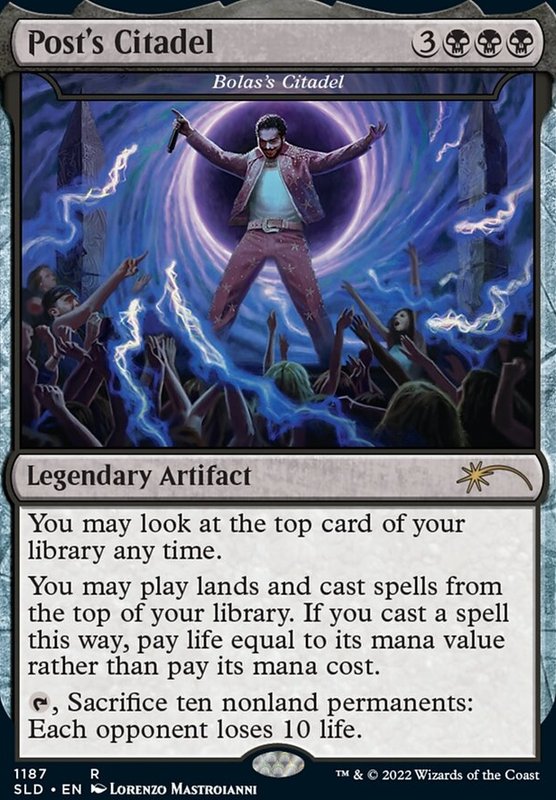 Post's Citadel 3
Bolas's Citadel
Legendary Artifact
You may look at the top card of your
library any time.
You may play lands and cast spells from
the top of your library. If you cast a spell
this way, pay life equal to its mana value
rather than pay its mana cost.
, Sacrifice ten nonland permanents:
Each opponent loses 10 life.
1187 R ™ & © 2022 Wizards of the Coast
SLD • EN Lorenzo Mastroianni